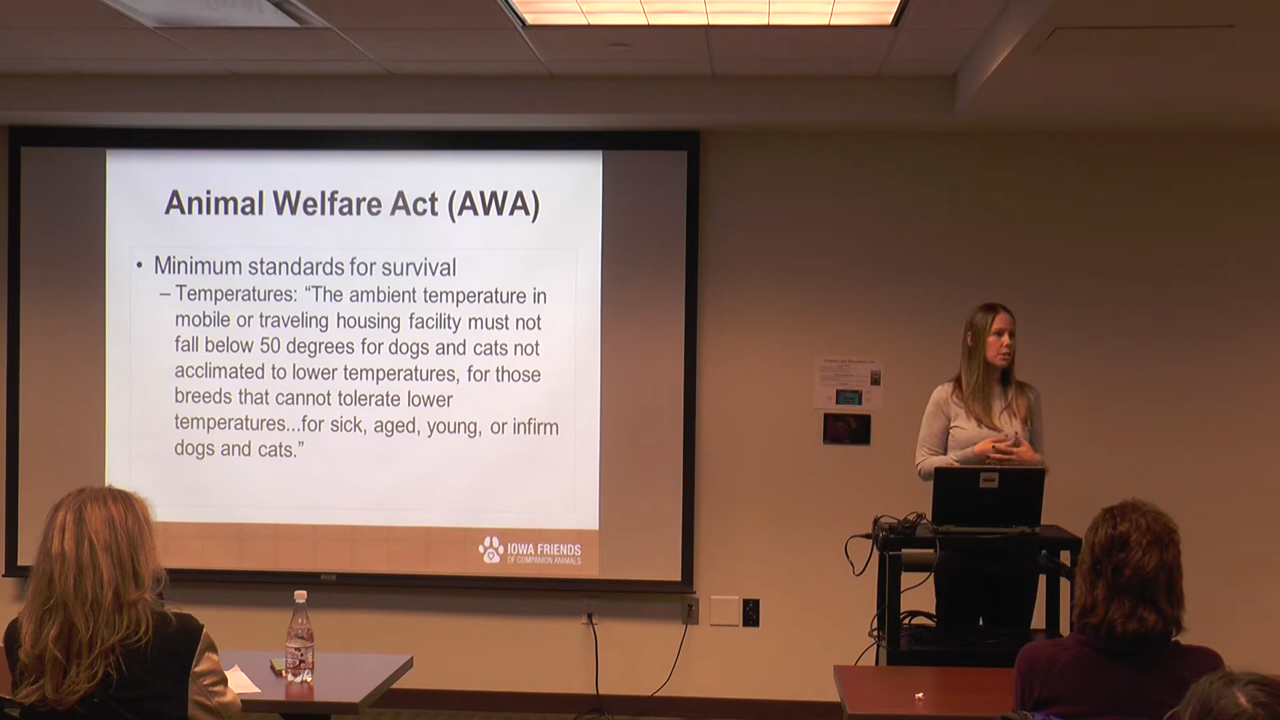 Animal Welfare Act (AWA)
• Minimum standards for survival
– Temperatures: “The ambient temperature in
mobile or traveling housing facility must not
fall below 50 degrees for dogs and cats not
acclimated to lower temperatures, for those
breeds that cannot tolerate lower
temperatures...for sick, aged, young, or infirm
dogs and cats.”
IOWA FRIENDS
OF COMPANION ANIMALS